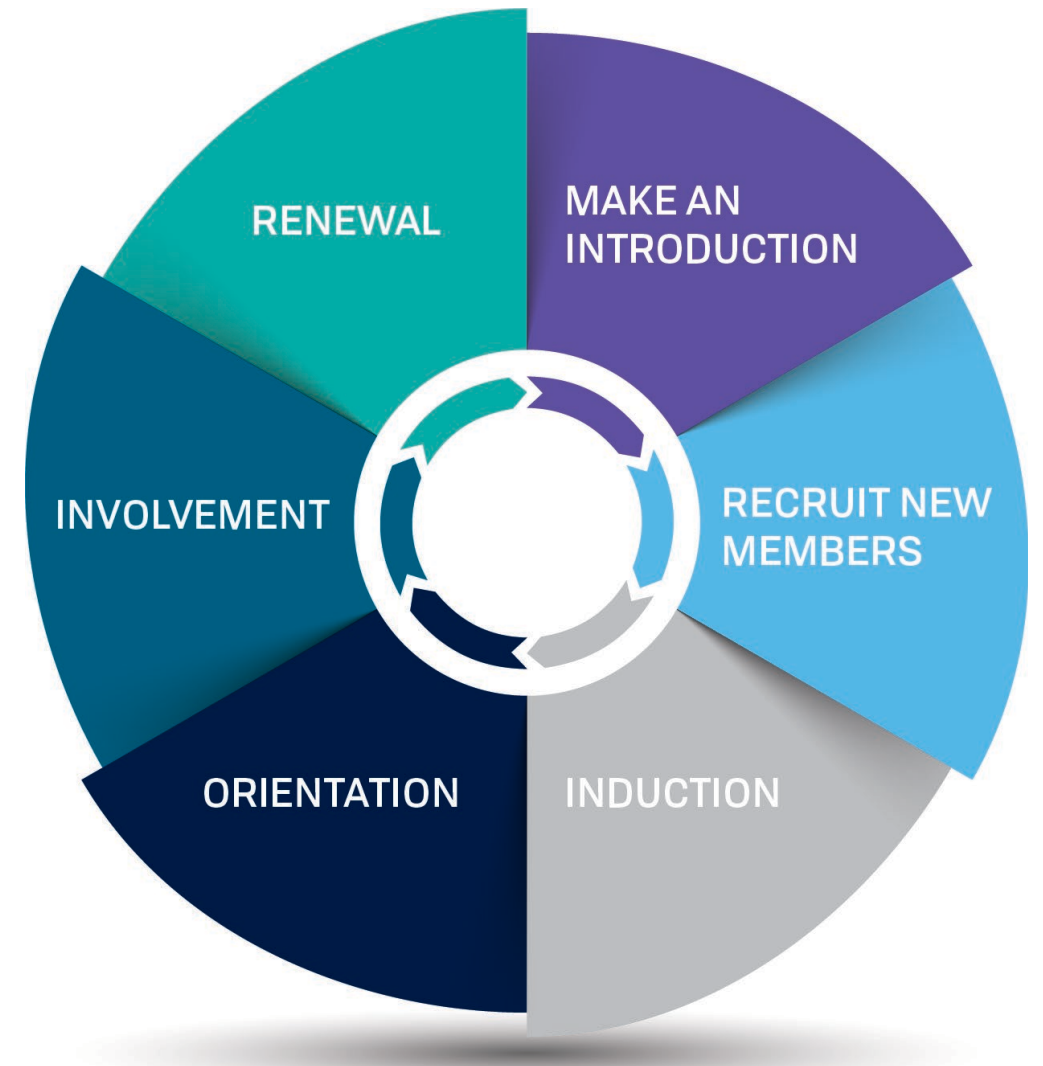 MAKE AN
INTRODUCTION
RECRUIT NEW
MEMBERS
INDUCTION
ORIENTATION
INVOLVEMENT
RENEWAL